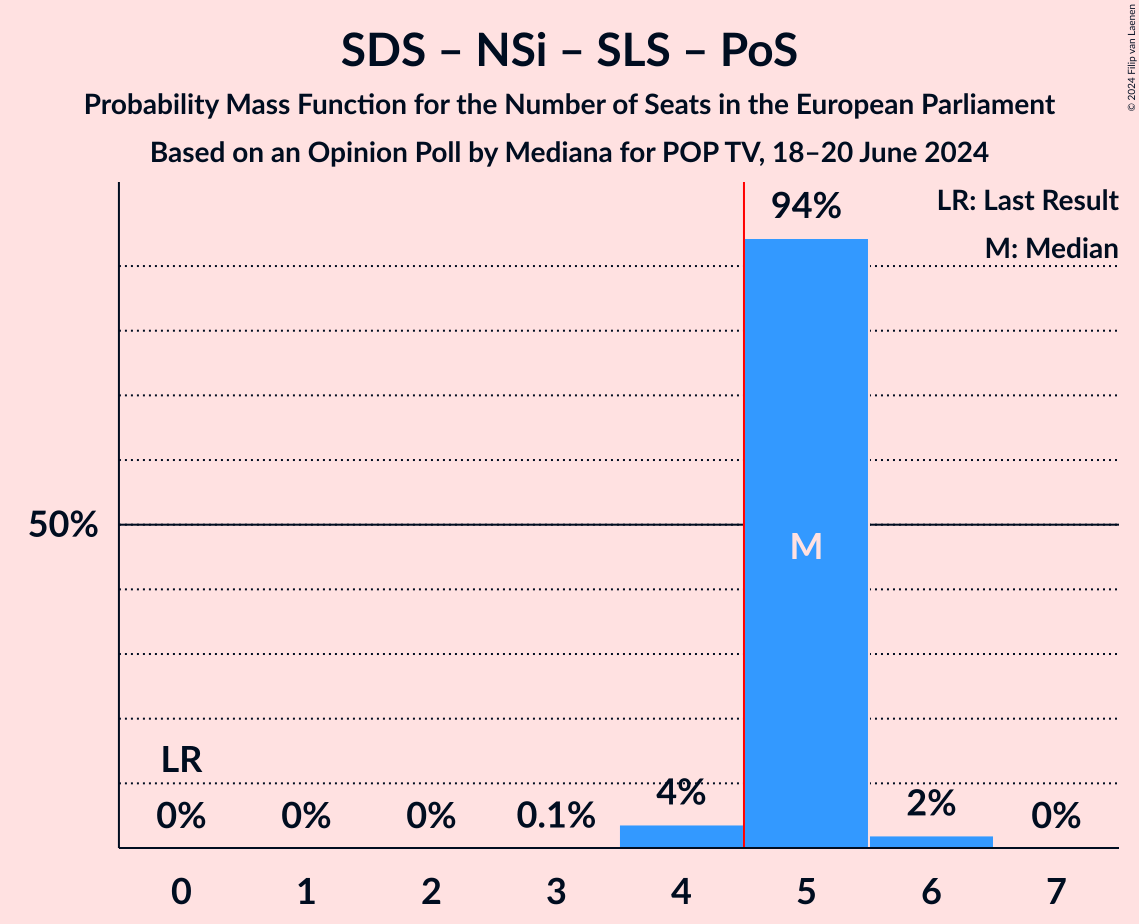 SDS – NSi – SLS – PoS
Probability Mass Function for the Number of Seats in the European Parliament
Based on an Opinion Poll by Mediana for POP TV, 18–20 June 2024
© 2024 Filip van Laenen
LR: Last Result
M: Median
94%
50%
M
LR
0% 0% 0% 0.1% 4% 2% 0%
0 1 2 3 4 5 6 7